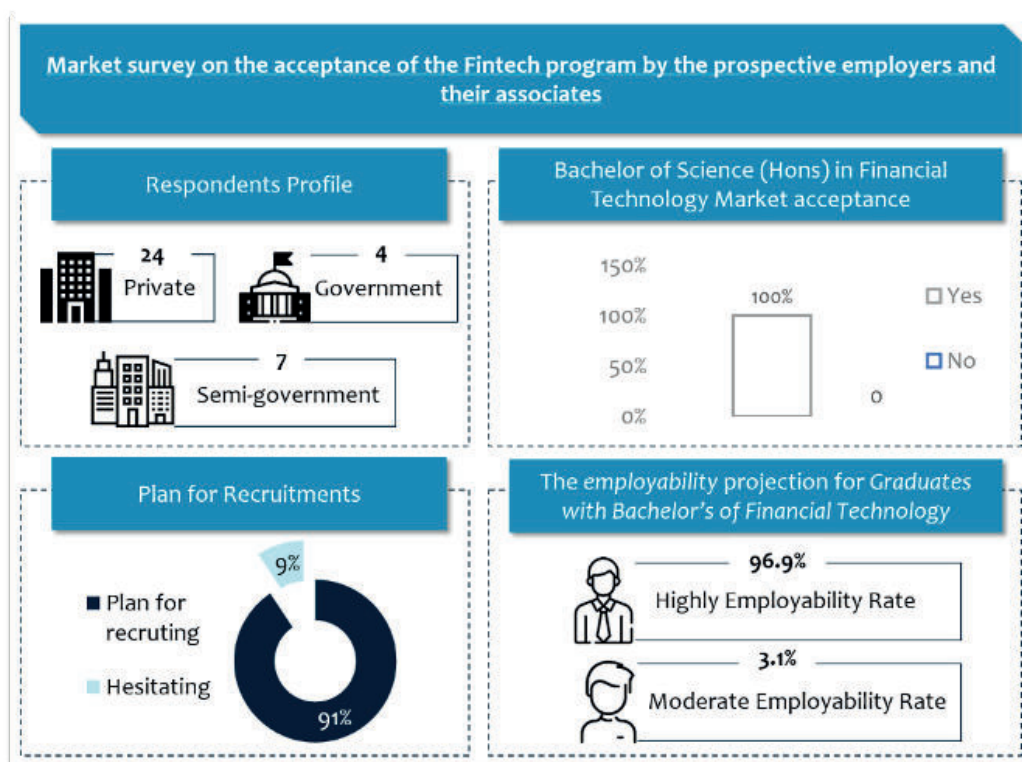 Market survey on the acceptance of the Fintech program by the prospective employers and
their associates
Respondents Profile
24
Private
4
Government
7
Semi-government
Bachelor of Science (Hons) in Financial
Technology Market acceptance
150%
100%
50%
0%
100%
0
Yes
No
Plan for Recruitments
Plan for
recruting
Hesitating
9%
91%
The employability projection for Graduates
with Bachelor's of Financial Technology
96.9%
Highly Employability Rate
3.1%
Moderate Employability Rate